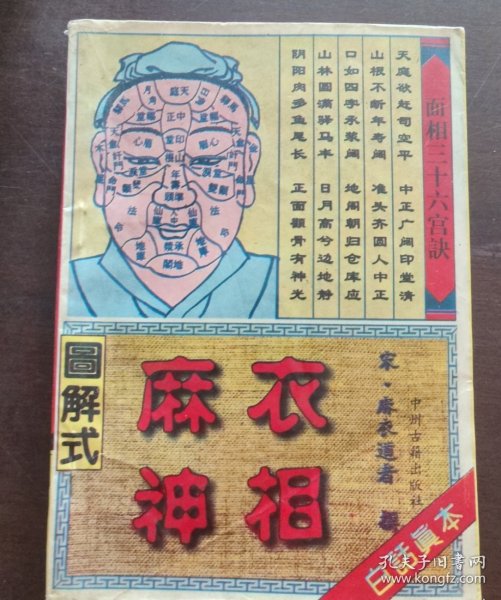 面相三十六宫訣
天庭欲起司空平 中正广阔印堂清
山根不断年寿阔 准头齐圆人中正
口如四字承浆阔 地阁朝归仓库应
山林圆满驿马丰 日月高兮边地静
阴阳肉多鱼尾长 正面颧骨有神光
圖解式
麻衣
神相
宋·麻衣道者 撰
中州古籍出版社
白話真本
孔夫子旧书网
www.kongfz.com